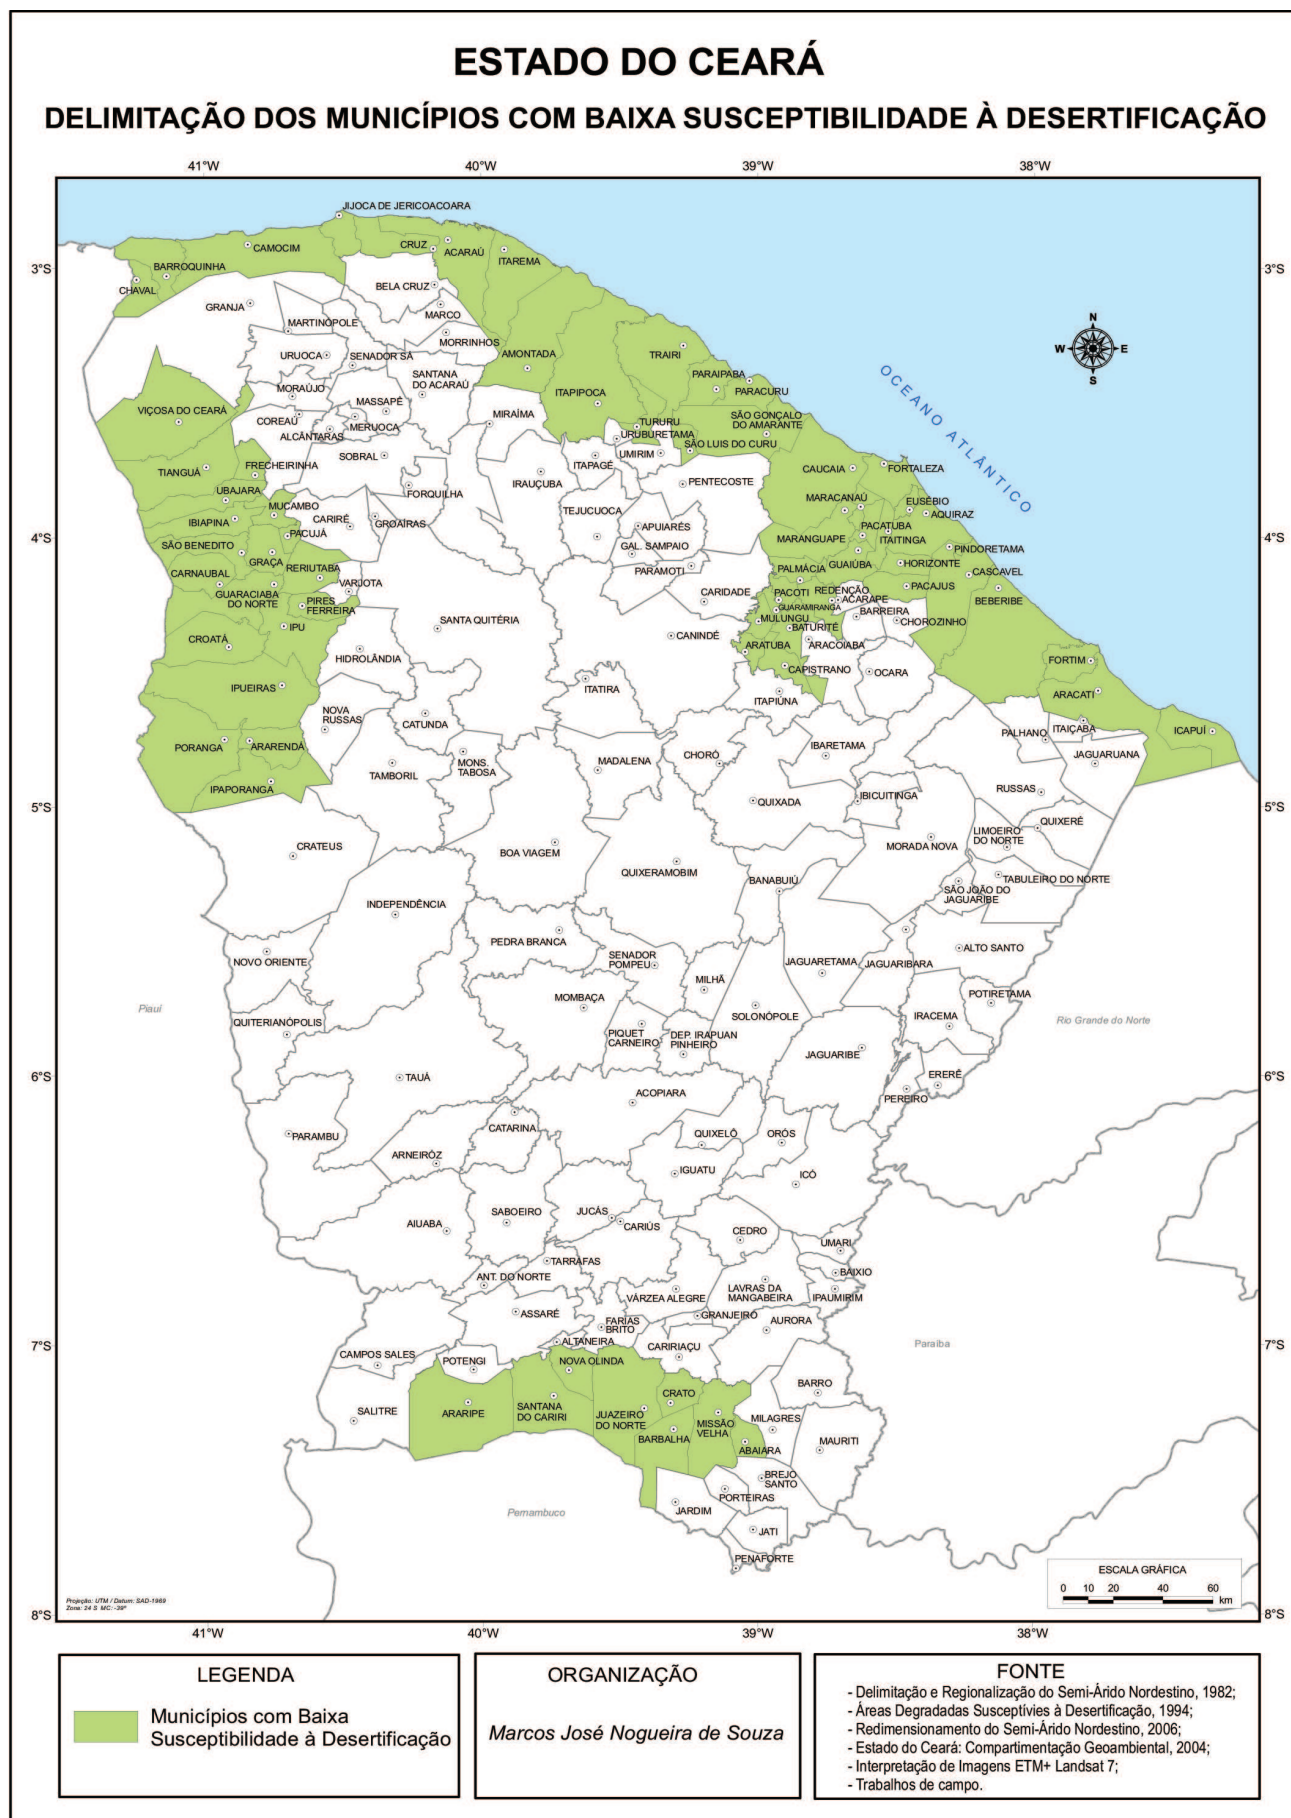 ESTADO DO CEARÁ
DELIMITAÇÃO DOS MUNICÍPIOS COM BAIXA SUSCEPTIBILIDADE À DESERTIFICAÇÃO
41°W
40°W
39°W
38°W
3°S
3°S
4°S
4°S
5°S
5°S
6°S
6°S
7°S
7°S
8°S
8°S
JIJOCA DE JERICOACOARA
CAMOCIM
CRUZ
ACARAÚ
ITAREMA
BARROQUINHA
CHAVAL
BELA CRUZ
GRANJA
MARCO
MARTINÓPOLE
MORRINHOS
URUOCA
SENADOR SÁ
AMONTADA
TRAIRI
SANTANA
DO ACARAÚ
PARAIPABA
PARACURU
MORAÚJO
ITAPIPOCA
MASSAPÊ
VIÇOSA DO CEARÁ
MIRAÍMA
SÃO GONÇALO
DO AMARANTE
COREAÚ
MERUOCA
TURURU
ALCÂNTARAS
URUBURETAMA
SÃO LUIS DO CURU
SOBRAL
UMIRIM
ITAPAGÉ
FRECHEIRINHA
TIANGUÁ
CAUCAIA
FORTALEZA
IRAUÇUBA
PENTECOSTE
UBAJARA
FORQUILHA
MARACANAÚ
EUSÉBIO
MUCAMBO
TEJUCUOCA
AQUIRAZ
IBIAPINA
CARIRÉ
GROAÍRAS
APUIARÉS
PACATUBA
PACUJÁ
MARANGUAPE
ITAITINGA
SÃO BENEDITO
GAL. SAMPAIO
PINDORETAMA
GRAÇA
GUAIÚBA
HORIZONTE
RERIUTABA
PARAMOTI
PALMÁCIA
CASCAVEL
CARNAUBAL
VARJOTA
PACAJUS
GUARACIABA
DO NORTE
CARIDADE
PACOTI
REDENÇÃO
BEBERIBE
PIRES
FERREIRA
ACARAPE
GUARAMIRANGA
BARREIRA
MULUNGU
CHOROZINHO
IPU
SANTA QUITÉRIA
BATURITÉ
CANINDÉ
CROATÁ
ARATUBA
ARACOIABA
HIDROLÂNDIA
FORTIM
CAPISTRANO
OCARA
IPUEIRAS
ITATIRA
ARACATI
ITAPIÚNA
NOVA
RUSSAS
CATUNDA
ITAIÇABA
ICAPUÍ
PALHANO
PORANGA
ARARENDÁ
MONS.
TABOSA
MADALENA
CHORÓ
IBARETAMA
JAGUARUANA
TAMBORIL
IPAPORANGA
RUSSAS
QUIXADA
IBICUITINGA
QUIXERÉ
CRATEUS
LIMOEIRO
DO NORTE
BOA VIAGEM
MORADA NOVA
QUIXERAMOBIM
BANABUIÚ
TABULEIRO DO NORTE
SÃO JOÃO DO
JAGUARIBE
INDEPENDÊNCIA
PEDRA BRANCA
ALTO SANTO
SENADOR
POMPEU
NOVO ORIENTE
JAGUARETAMA
JAGUARIBARA
MILHÃ
POTIRETAMA
MOMBAÇA
SOLONÓPOLE
IRACEMA
QUITERIANÓPOLIS
PIQUET
CARNEIRO
DEP. IRAPUAN
PINHEIRO
JAGUARIBE
ERERÊ
TAUÁ
PEREIRO
ACOPIARA
CATARINA
QUIXELÔ
ORÓS
PARAMBU
ARNEIRÓZ
IGUATU
ICÓ
SABOEIRO
JUCÁS
AIUABA
CARIÚS
CEDRO
UMARI
TARRAFAS
BAIXIO
ANT. DO NORTE
LAVRAS DA
MANGABEIRA
VÁRZEA ALEGRE
IPAUMIRIM
ASSARÉ
GRANJEIRO
FARIAS
BRITO
AURORA
ALTANEIRA
CAMPOS SALES
CARIRIAÇU
POTENGI
NOVA OLINDA
BARRO
CRATO
SALITRE
ARARIPE
SANTANA
DO CARIRI
JUAZEIRO
DO NORTE
MISSÃO
VELHA
MILAGRES
BARBALHA
MAURITI
ABAIARA
BREJO
SANTO
PORTEIRAS
JARDIM
JATI
PENAFORTE
OCEANO ATLÂNTICO
N
W
E
S
Piauí
Rio Grande do Norte
Paraíba
Pernambuco
Projeção: UTM / Datum: SAD-1969
Zona: 24 S MC: -39º
ESCALA GRÁFICA
0 10 20 40 60
km
41°W
40°W
39°W
38°W
LEGENDA
Municípios com Baixa
Susceptibilidade à Desertificação
ORGANIZAÇÃO
Marcos José Nogueira de Souza
FONTE
- Delimitação e Regionalização do Semi-Árido Nordestino, 1982;
- Áreas Degradadas Susceptívies à Desertificação, 1994;
- Redimensionamento do Semi-Árido Nordestino, 2006;
- Estado do Ceará: Compartimentação Geoambiental, 2004;
- Interpretação de Imagens ETM+ Landsat 7;
- Trabalhos de campo.